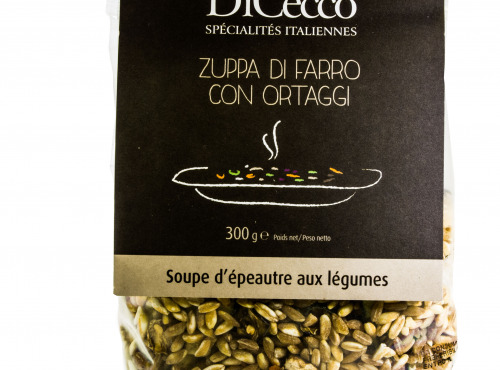 DiCecco
SPÉCIALITÉS ITALIENNES
ZUPPA DI FARRO
CON ORTAGGI
300 g ℮ Poids net/Peso netto
Soupe d'épeautre aux légumes